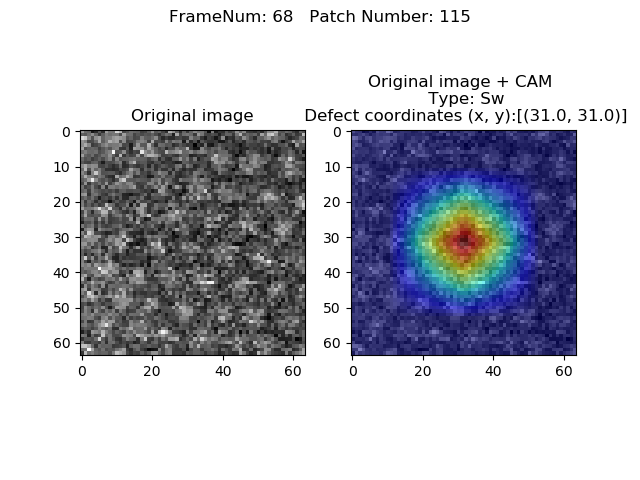 FrameNum: 68   Patch Number: 115
Original image
Original image + CAM
Type: Sw
Defect coordinates (x, y):[(31.0, 31.0)]
0
10
20
30
40
50
60
0 20 40 60
0
10
20
30
40
50
60
0 20 40 60